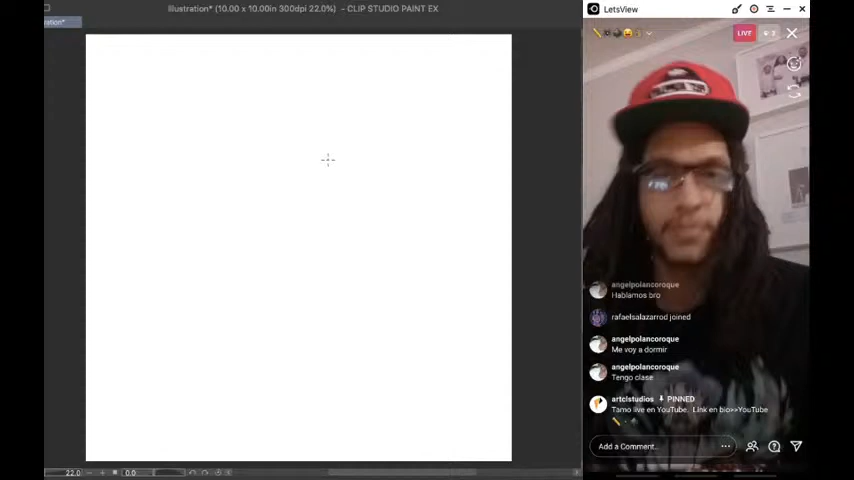 Illustration* (10.00 x 10.00in 300dpi 22.0%) - CLIP STUDIO PAINT EX
ration*
LetsView
LIVE
3
angelpolancoroque
Hablamos bro
rafaelsalazarrod joined
angelpolancoroque
Me voy a dormir
angelpolancoroque
Tengo clase
artclstudios PINNED
Tamo live en YouTube. Link en bio>>YouTube
Add a Comment...
22.0
0.0